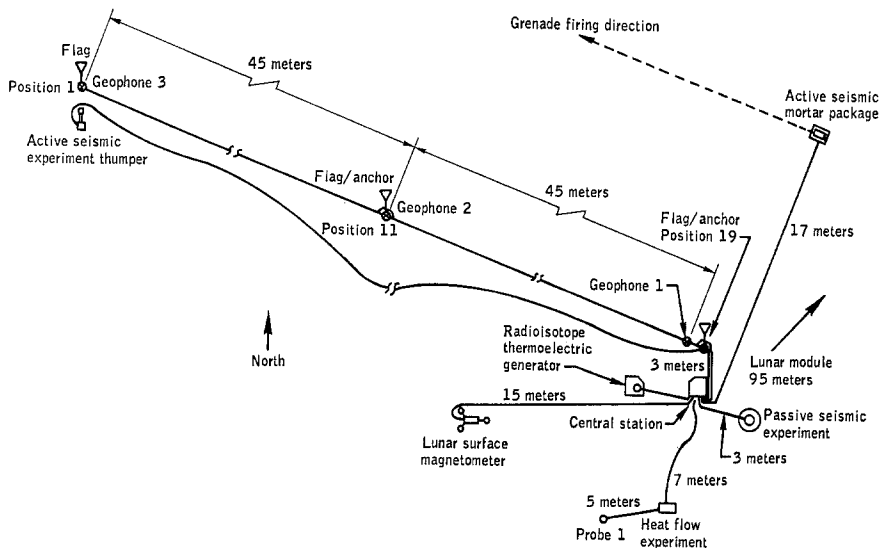 Grenade firing direction
Flag
45 meters
Position 1
Geophone 3
Active seismic
mortar package
Active seismic
experiment thumper
Flag/anchor
45 meters
Geophone 2
Position 11
Flag/anchor
Position 19
17 meters
Geophone 1
North
Radioisotope
thermoelectric
generator
3 meters
Lunar module
95 meters
15 meters
Central station
Passive seismic
experiment
Lunar surface
magnetometer
3 meters
7 meters
5 meters
Probe 1
Heat flow
experiment